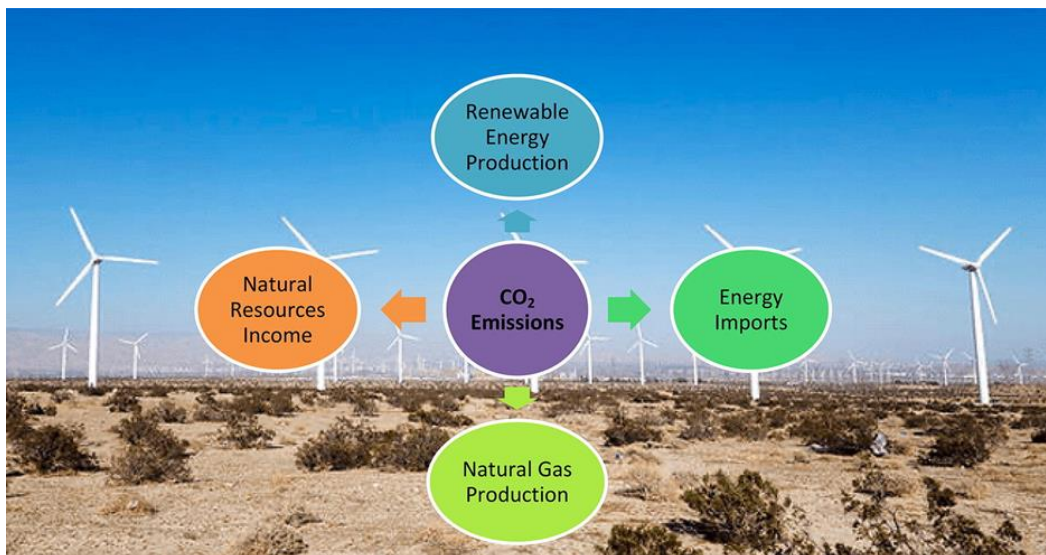 Renewable
Energy
Production
Natural
Resources
Income
CO₂
Emissions
Energy
Imports
Natural Gas
Production